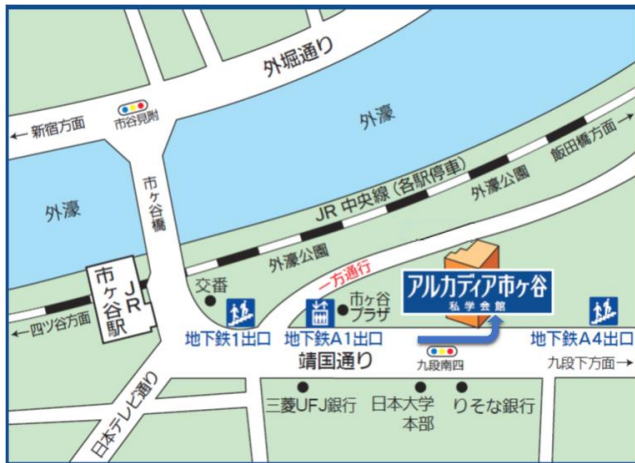 外堀通り
市谷見附
← 新宿方面
外濠
飯田橋方面 →
市ヶ谷橋
JR 中央線（各駅停車）
外濠公園
外濠
外濠公園
一方通行
JR
市ヶ谷駅
交番
市ヶ谷
プラザ
アルカディア市ヶ谷
私学会館
←四ツ谷方面
地下鉄1出口
地下鉄A1出口
地下鉄A4出口
靖国通り
九段南四
九段下方面→
三菱UFJ銀行
日本大学
本部
りそな銀行
日本テレビ通り